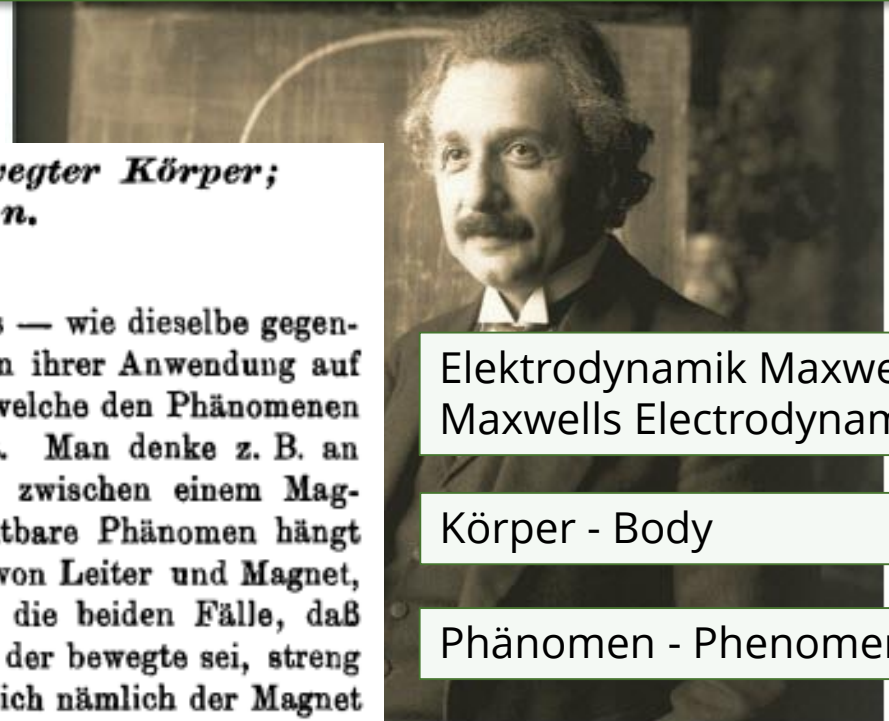 wegter Körper;
n.
— wie dieselbe gegen-
ihrer Anwendung auf
welche den Phänomenen
Man denke z. B. an
zwischen einem Mag-
tbare Phänomen hängt
von Leiter und Magnet,
die beiden Fälle, daß
der bewegte sei, streng
ich nämlich der Magnet
Elektrodynamik Maxwe
Maxwells Electrodynam
Körper - Body
Phänomen - Phenomen